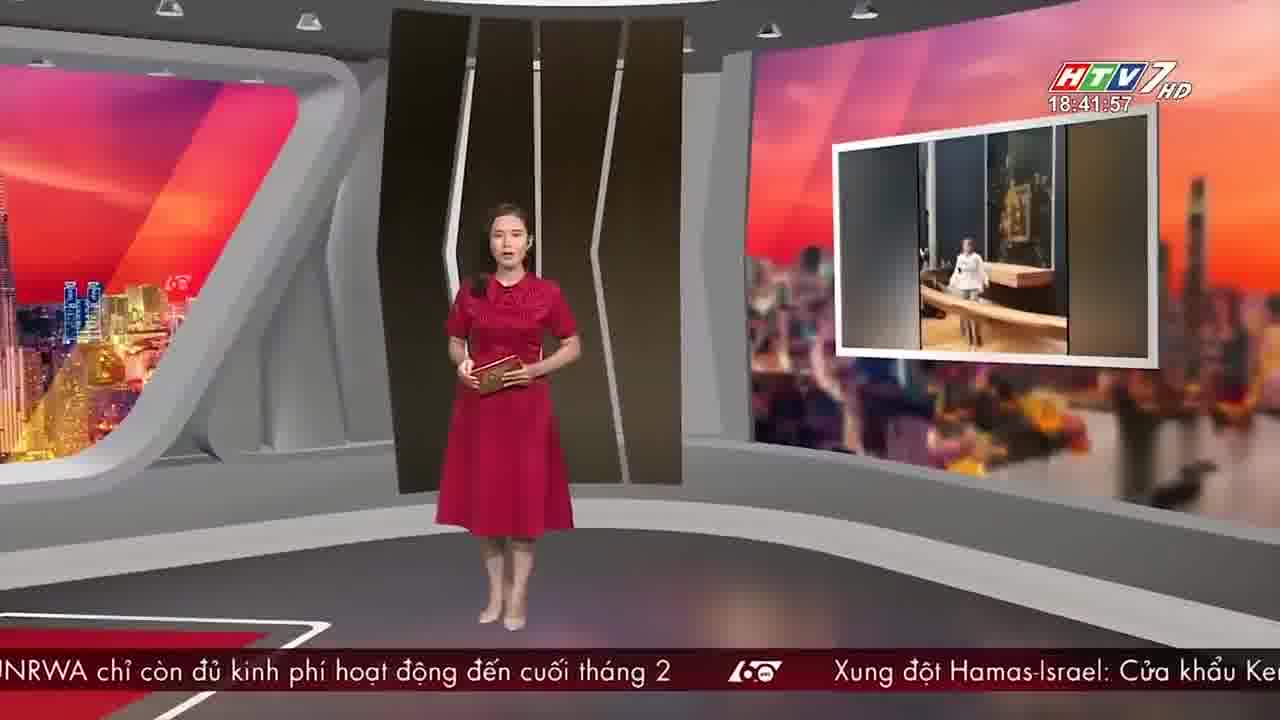 HTV7 HD
18:41:57
UNRWA chỉ còn đủ kinh phí hoạt động đến cuối tháng 2
60
Xung đột Hamas-Israel: Cửa khẩu